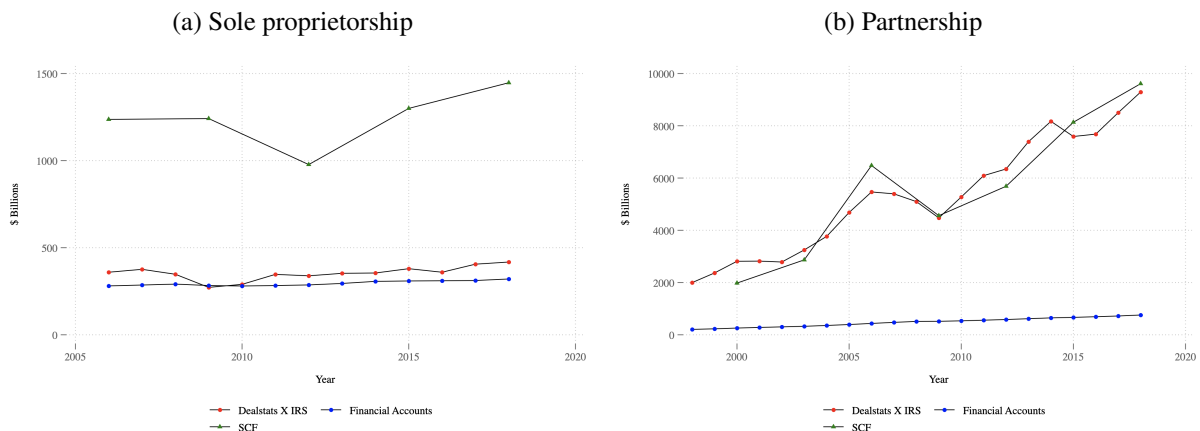 (a) Sole proprietorship
1500
1000
500
0
$ Billions
2005 2010 2015 2020
Year
Dealstats X IRS Financial Accounts
SCF
(b) Partnership
10000
8000
6000
4000
2000
0
$ Billions
2000 2005 2010 2015 2020
Year
Dealstats X IRS Financial Accounts
SCF